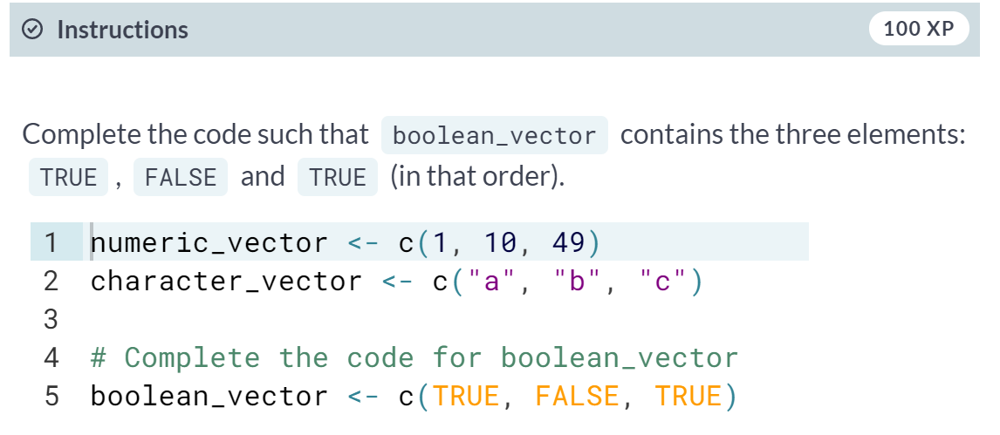 Instructions
100 XP
Complete the code such that boolean_vector contains the three elements:
TRUE , FALSE and TRUE (in that order).
1 numeric_vector <- c(1, 10, 49)
2 character_vector <- c("a", "b", "c")
3
4 # Complete the code for boolean_vector
5 boolean_vector <- c(TRUE, FALSE, TRUE)